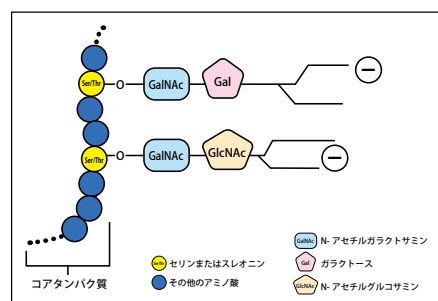 Ser/Thr
O
GalNAc
Gal
−
Ser/Thr
O
GalNAc
GlcNAc
−
コアタンパク質
Ser/Thr セリンまたはスレオニン
その他のアミノ酸
GalNAc N- アセチルガラクトサミン
Gal ガラクトース
GlcNAc N- アセチルグルコサミン